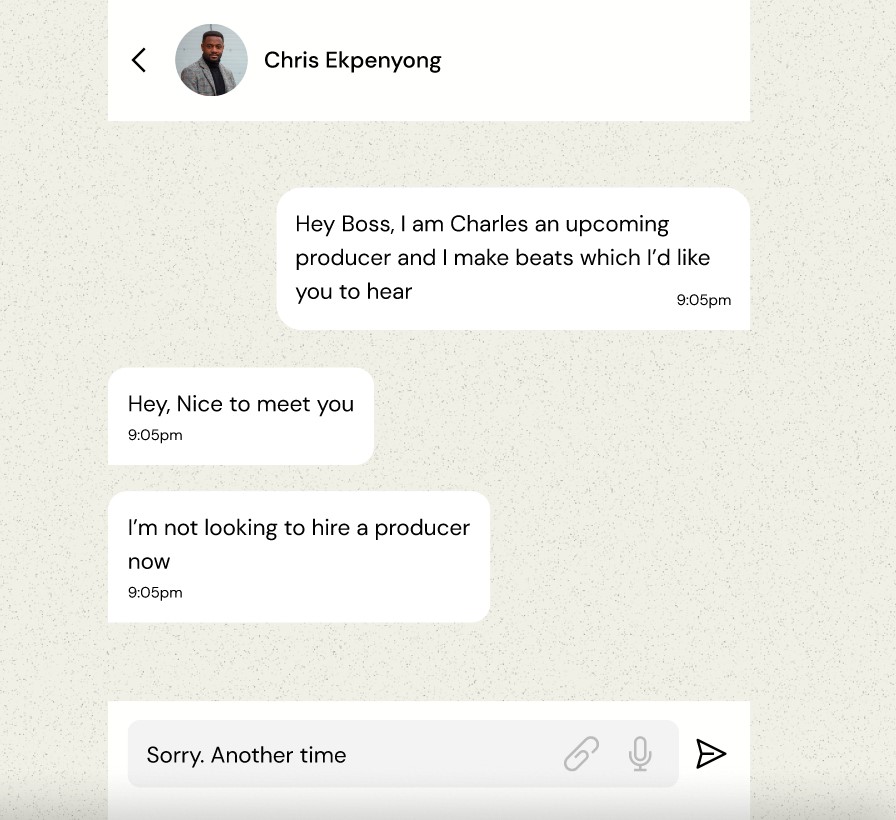 Chris Ekpenyong
Hey Boss, I am Charles an upcoming
producer and I make beats which I’d like
you to hear
9:05pm
Hey, Nice to meet you
9:05pm
I’m not looking to hire a producer
now
9:05pm
Sorry. Another time